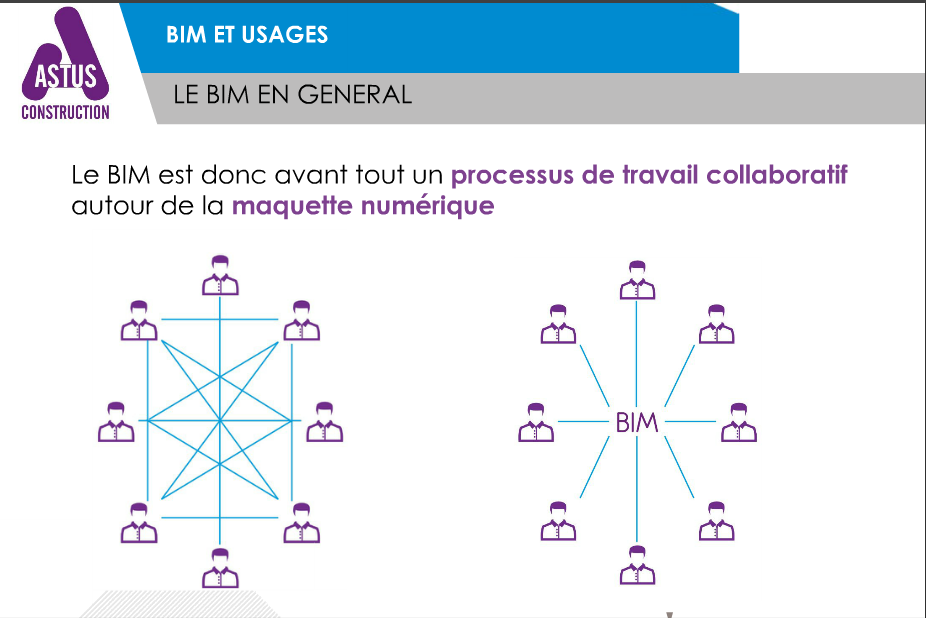 BIM ET USAGES
ASTUS
CONSTRUCTION
LE BIM EN GENERAL
Le BIM est donc avant tout un processus de travail collaboratif
autour de la maquette numérique
BIM